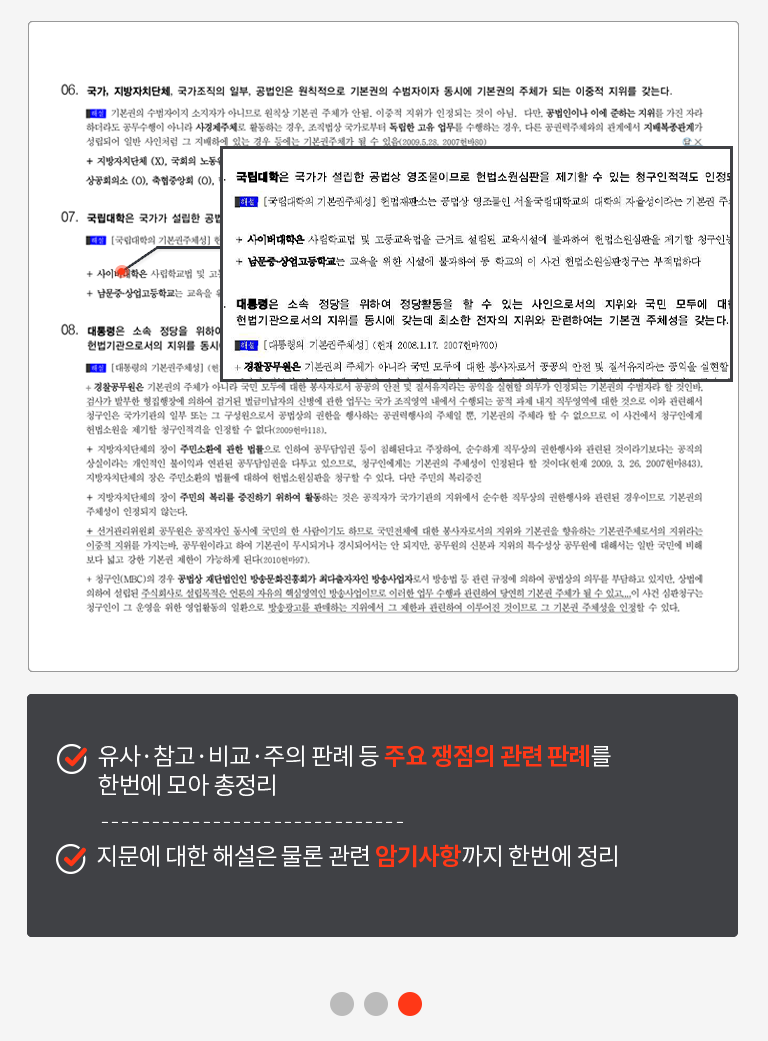 06. 국가, 지방자치단체, 국가조직의 일부, 공법인은 원칙적으로 기본권의 수범자이자 동시에 기본권의 주체가 되는 이중적 지위를 갖는다.
해설 기본권의 수범자이지 소지자가 아니므로 원칙상 기본권 주체가 안됨. 이중적 지위가 인정되는 것이 아님. 다만, 공법인이나 이에 준하는 지위를 가진 자라
하더라도 공무수행이 아니라 사경제주체로 활동하는 경우, 조직법상 국가로부터 독립한 고유 업무를 수행하는 경우, 다른 공권력주체와의 관계에서 지배복종관계가
성립되어 일반 사인처럼 그 지배하에 있는 경우 등에는 기본권 주체가 될 수 있음(2009.5.28. 2007헌바80)
+ 지방자치단체 (X), 국회의 노동
상공회의소 (O), 축협중앙회 (O),
07. 국립대학은 국가가 설립한 공법
해설 [국립대학의 기본권주체성]
+ 사이버대학은 사립학교법 및 고
+ 남문중·상업고등학교는 교육을 위
08. 대통령은 소속 정당을 위하여
헌법기관으로서의 지위를 동시
해설 [대통령의 기본권주체성]
국립대학은 국가가 설립한 공법상 영조물이므로 헌법소원심판을 제기할 수 있는 청구인적격도 인정되
해설 [국립대학의 기본권주체성] 헌법재판소는 공법상 영조물인 서울국립대학교의 대학의 자율성이라는 기본권 주
+ 사이버대학은 사립학교법 및 고등교육법을 근거로 설립된 교육시설에 불과하여 헌법소원심판을 제기할 청구인능
+ 남문중·상업고등학교는 교육을 위한 시설에 불과하여 동 학교의 이 사건 헌법소원심판청구는 부적법하다
대통령은 소속 정당을 위하여 정당활동을 할 수 있는 사인으로서의 지위와 국민 모두에 대한
헌법기관으로서의 지위를 동시에 갖는데 최소한 전자의 지위와 관련하여는 기본권 주체성을 갖는다.
해설 [대통령의 기본권주체성] (헌재 2008.1.17. 2007헌마700)
+ 경찰공무원은 기본권의 주체가 아니라 국민 모두에 대한 봉사자로서 공공의 안전 및 질서유지라는 공익을 실현할
+ 경찰공무원은 기본권의 주체가 아니라 국민 모두에 대한 봉사자로서 공공의 안전 및 질서유지라는 공익을 실현할 의무가 인정되는 기본권의 수범자라 할 것인바,
검사가 발부한 형집행장에 의하여 검거된 벌금미납자의 신병에 관한 업무는 국가 조직영역 내에서 수행되는 공적 과제 내지 직무영역에 대한 것으로 이와 관련해서
청구인은 국가기관의 일부 또는 그 구성원으로서 공법상의 권한을 행사하는 공권력행사의 주체일 뿐, 기본권의 주체라 할 수 없으므로 이 사건에서 청구인에게
헌법소원을 제기할 청구인적격을 인정할 수 없다(2009헌마118).
+ 지방자치단체의 장이 주민소환에 관한 법률으로 인하여 공무담임권 등이 침해된다고 주장하여, 순수하게 직무상의 권한행사와 관련된 것이라기보다는 공직의
상실이라는 개인적인 불이익과 연관된 공무담임권을 다투고 있으므로, 청구인에게는 기본권의 주체성이 인정된다 할 것이다(헌재 2009. 3. 26. 2007헌마843).
지방자치단체의 장은 주민소환의 법률에 대하여 헌법소원심판을 청구할 수 있다. 다만 주민의 복리증진
+ 지방자치단체의 장이 주민의 복리를 증진하기 위하여 활동하는 것은 공직자가 국가기관의 지위에서 순수한 직무상의 권한행사와 관련된 경우이므로 기본권의
주체성이 인정되지 않는다.
+ 선거관리위원회 공무원은 공직자인 동시에 국민의 한 사람이기도 하므로 국민전체에 대한 봉사자로서의 지위와 기본권을 향유하는 기본권주체로서의 지위라는
이중적 지위를 가지는바, 공무원이라고 하여 기본권이 무시되거나 경시되어서는 안 되지만, 공무원의 신분과 지위의 특수성상 공무원에 대해서는 일반 국민에 비해
보다 넓고 강한 기본권 제한이 가능하게 된다(2010헌마97).
+ 청구인(MBC)의 경우 공법상 재단법인인 방송문화진흥회가 최다출자자인 방송사업자로서 방송법 등 관련 규정에 의하여 공법상의 의무를 부담하고 있지만, 상법에
의하여 설립된 주식회사로 설립목적은 언론의 자유의 핵심영역인 방송사업이므로 이러한 업무 수행과 관련하여 당연히 기본권 주체가 될 수 있고,...이 사건 심판청구는
청구인이 그 운영을 위한 영업활동의 일환으로 방송광고를 판매하는 지위에서 그 제한과 관련하여 이루어진 것이므로 그 기본권 주체성을 인정할 수 있다.
유사·참고·비교·주의 판례 등 주요 쟁점의 관련 판례를
한번에 모아 총정리
지문에 대한 해설은 물론 관련 암기사항까지 한번에 정리